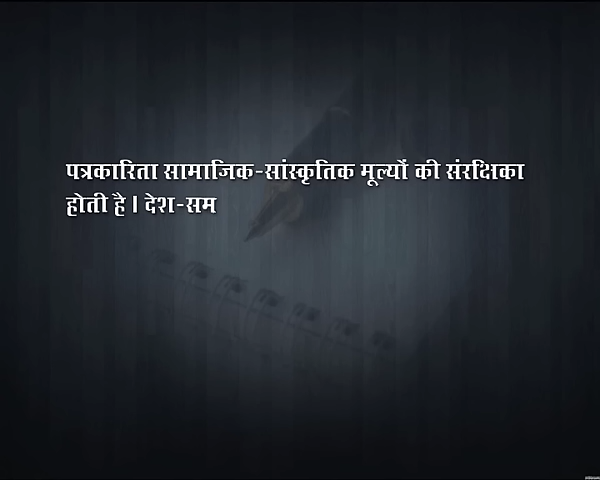 पत्रकारिता सामाजिक-सांस्कृतिक मूल्यों की संरक्षिका
होती है। देश-सम